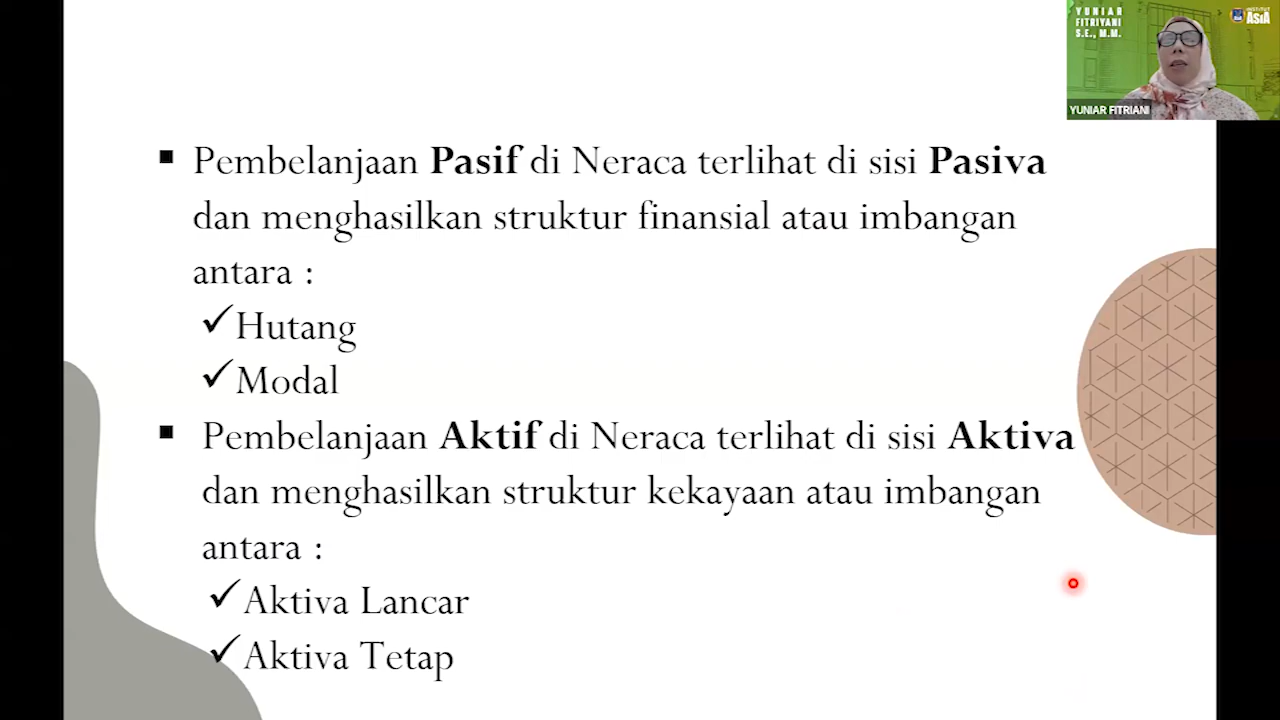 YUNIAR
FITRIYANI
S.E., M.M.
INSTITUT
ASIA
YUNIAR FITRIANI
▪ Pembelanjaan Pasif di Neraca terlihat di sisi Pasiva
dan menghasilkan struktur finansial atau imbangan
antara :
✓Hutang
✓Modal
▪ Pembelanjaan Aktif di Neraca terlihat di sisi Aktiva
dan menghasilkan struktur kekayaan atau imbangan
antara :
✓Aktiva Lancar
✓Aktiva Tetap